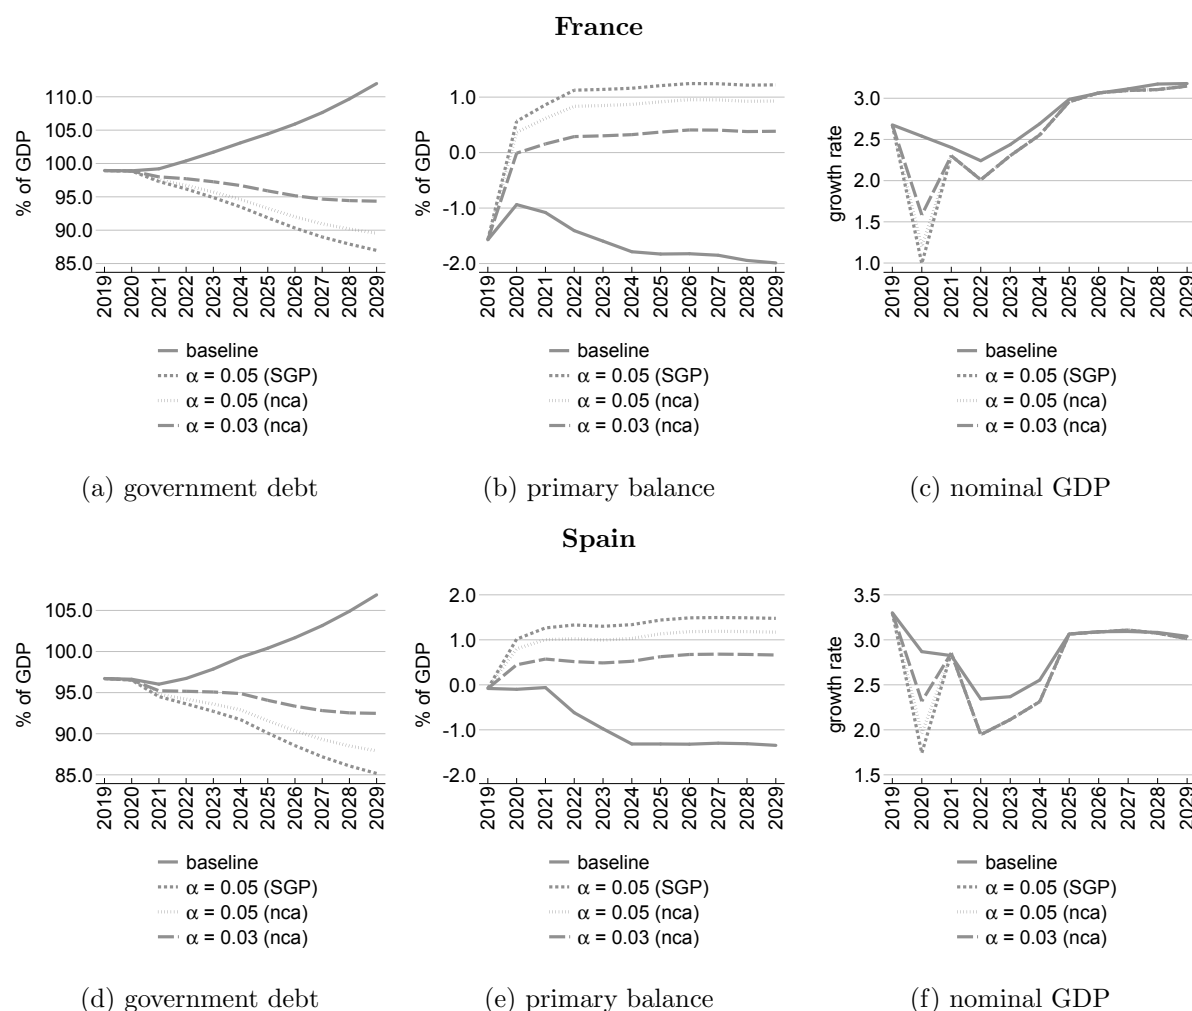 France
% of GDP
110.0
105.0
100.0
95.0
90.0
85.0
2019 2020 2021 2022 2023 2024 2025 2026 2027 2028 2029
baseline
α = 0.05 (SGP)
α = 0.05 (nca)
α = 0.03 (nca)
(a) government debt
% of GDP
1.0
0.0
-1.0
-2.0
2019 2020 2021 2022 2023 2024 2025 2026 2027 2028 2029
baseline
α = 0.05 (SGP)
α = 0.05 (nca)
α = 0.03 (nca)
(b) primary balance
growth rate
3.0
2.5
2.0
1.5
1.0
2019 2020 2021 2022 2023 2024 2025 2026 2027 2028 2029
baseline
α = 0.05 (SGP)
α = 0.05 (nca)
α = 0.03 (nca)
(c) nominal GDP
Spain
% of GDP
105.0
100.0
95.0
90.0
85.0
2019 2020 2021 2022 2023 2024 2025 2026 2027 2028 2029
baseline
α = 0.05 (SGP)
α = 0.05 (nca)
α = 0.03 (nca)
(d) government debt
% of GDP
2.0
1.0
0.0
-1.0
-2.0
2019 2020 2021 2022 2023 2024 2025 2026 2027 2028 2029
baseline
α = 0.05 (SGP)
α = 0.05 (nca)
α = 0.03 (nca)
(e) primary balance
growth rate
3.5
3.0
2.5
2.0
1.5
2019 2020 2021 2022 2023 2024 2025 2026 2027 2028 2029
baseline
α = 0.05 (SGP)
α = 0.05 (nca)
α = 0.03 (nca)
(f) nominal GDP